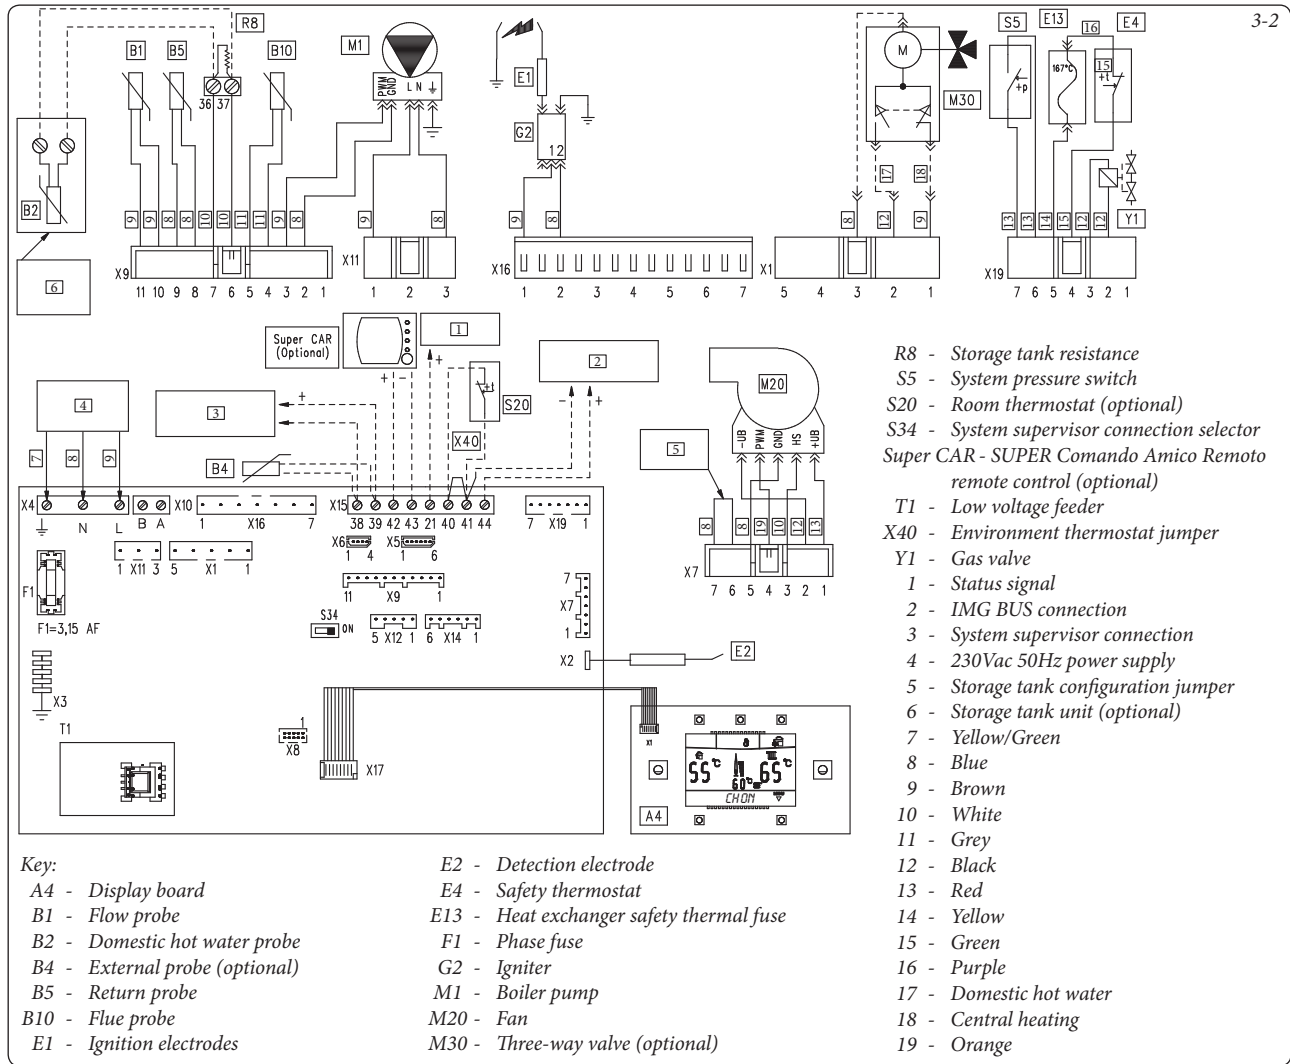 3-2
R8
B1
B5
B10
36 37
M1
PWM
GND
L N
E1
G2
1 2
M
M30
17
18
S5
E13
16
E4
+p
167°C
15
+t
Y1
B2
6
9 9 8 8 10 10 11 11 9 8
X9
11 10 9 8 7 6 5 4 3 2 1
9 8
X11
1 2 3
9 8
X16
1 2 3 4 5 6 7
8 12 9
X1
5 4 3 2 1
13 13 14 15 12 12
X19
7 6 5 4 3 2 1
Super CAR
(Optional)
1
2
+
+ -
+t
S20
- +
4
3
+
X40
B4
7 8 9
M20
-UB
PWM
GND
HS
+UB
5
8 8 19 10 12 13
X7
7 6 5 4 3 2 1
X4
N L
B A
X10
1 X16 7
X15
38 39 42 43 21 40 41 44
7 X19 1
1 X11 3
5 X1 1
X6
1 4
X5
1 6
F1
F1=3,15 AF
11 X9 1
S34
ON
5 X12 1
6 X14 1
7
X7
1
X2
E2
X3
T1
1
X8
X17
X1
55°C
60°C
65°C
CH ON
A4
R8 - Storage tank resistance
S5 - System pressure switch
S20 - Room thermostat (optional)
S34 - System supervisor connection selector
Super CAR - SUPER Comando Amico Remoto
remote control (optional)
T1 - Low voltage feeder
X40 - Environment thermostat jumper
Y1 - Gas valve
1 - Status signal
2 - IMG BUS connection
3 - System supervisor connection
4 - 230Vac 50Hz power supply
5 - Storage tank configuration jumper
6 - Storage tank unit (optional)
7 - Yellow/Green
8 - Blue
9 - Brown
10 - White
11 - Grey
12 - Black
13 - Red
14 - Yellow
15 - Green
16 - Purple
17 - Domestic hot water
18 - Central heating
19 - Orange
Key:
A4 - Display board
B1 - Flow probe
B2 - Domestic hot water probe
B4 - External probe (optional)
B5 - Return probe
B10 - Flue probe
E1 - Ignition electrodes
E2 - Detection electrode
E4 - Safety thermostat
E13 - Heat exchanger safety thermal fuse
F1 - Phase fuse
G2 - Igniter
M1 - Boiler pump
M20 - Fan
M30 - Three-way valve (optional)